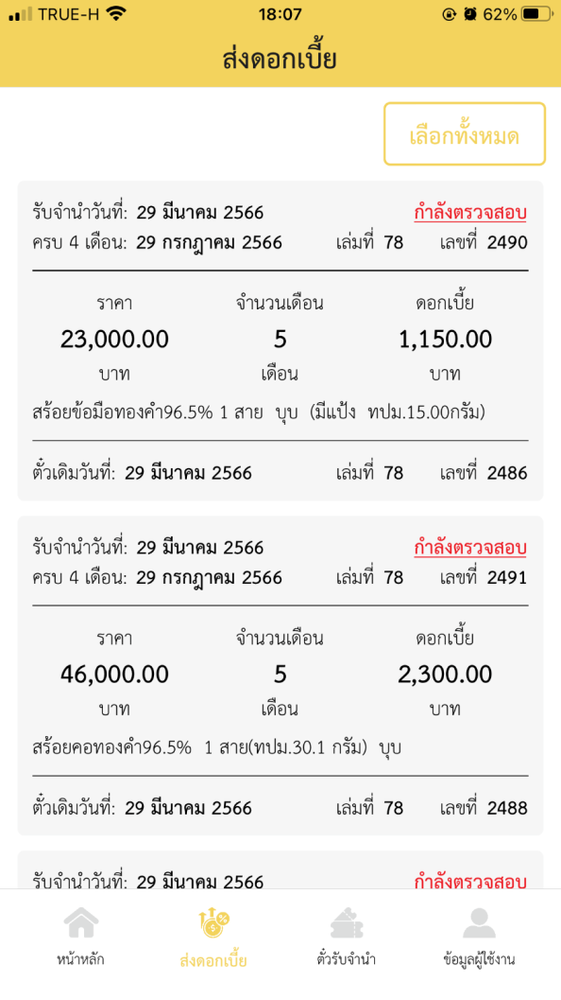 TRUE-H 18:07 62%
ส่งดอกเบี้ย
เลือกทั้งหมด
รับจำนำวันที่: 29 มีนาคม 2566 กำลังตรวจสอบ
ครบ 4 เดือน: 29 กรกฎาคม 2566 เล่มที่ 78 เลขที่ 2490
ราคา จำนวนเดือน ดอกเบี้ย
23,000.00 5 1,150.00
บาท เดือน บาท
สร้อยข้อมือทองคำ96.5% 1 สาย บุบ (มีแป้ง ทปม.15.00กรัม)
ตั๋วเดิมวันที่: 29 มีนาคม 2566 เล่มที่ 78 เลขที่ 2486
รับจำนำวันที่: 29 มีนาคม 2566 กำลังตรวจสอบ
ครบ 4 เดือน: 29 กรกฎาคม 2566 เล่มที่ 78 เลขที่ 2491
ราคา จำนวนเดือน ดอกเบี้ย
46,000.00 5 2,300.00
บาท เดือน บาท
สร้อยคอทองคำ96.5% 1 สาย(ทปม.30.1 กรัม) บุบ
ตั๋วเดิมวันที่: 29 มีนาคม 2566 เล่มที่ 78 เลขที่ 2488
รับจำนำวันที่: 29 มีนาคม 2566 กำลังตรวจสอบ
หน้าหลัก ส่งดอกเบี้ย ตั๋วรับจำนำ ข้อมูลผู้ใช้งาน